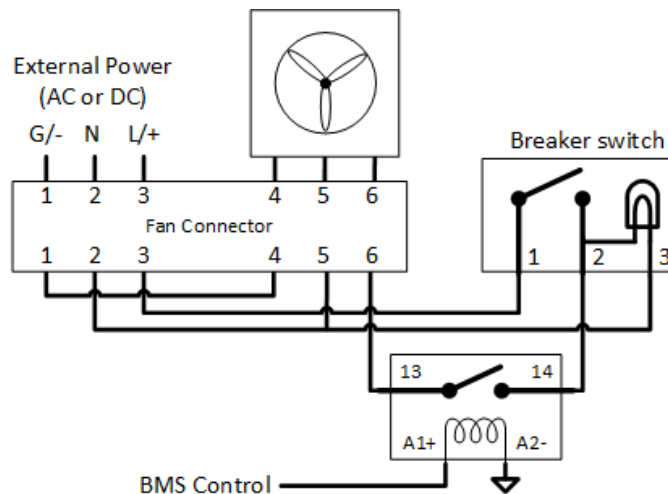 External Power
(AC or DC)
G/- N L/+
Breaker switch
1 2 3 4 5 6
Fan Connector
1 2 3 4 5 6
1 2 3
13 14
A1+ A2-
BMS Control